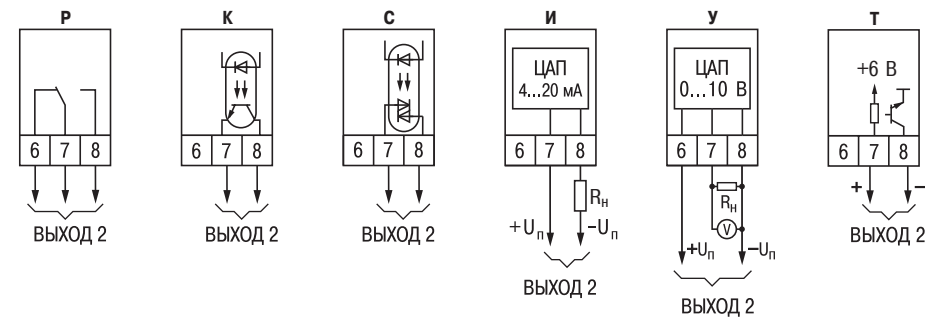 Р К С И У Т
ЦАП ЦАП +6 В
4...20 мА 0...10 В
6 7 8 6 7 8 6 7 8 6 7 8 6 7 8 6 7 8
+ –
Rн Rн
+Uп –Uп V
ВЫХОД 2 ВЫХОД 2 ВЫХОД 2 ВЫХОД 2
+Uп –Uп
ВЫХОД 2
ВЫХОД 2